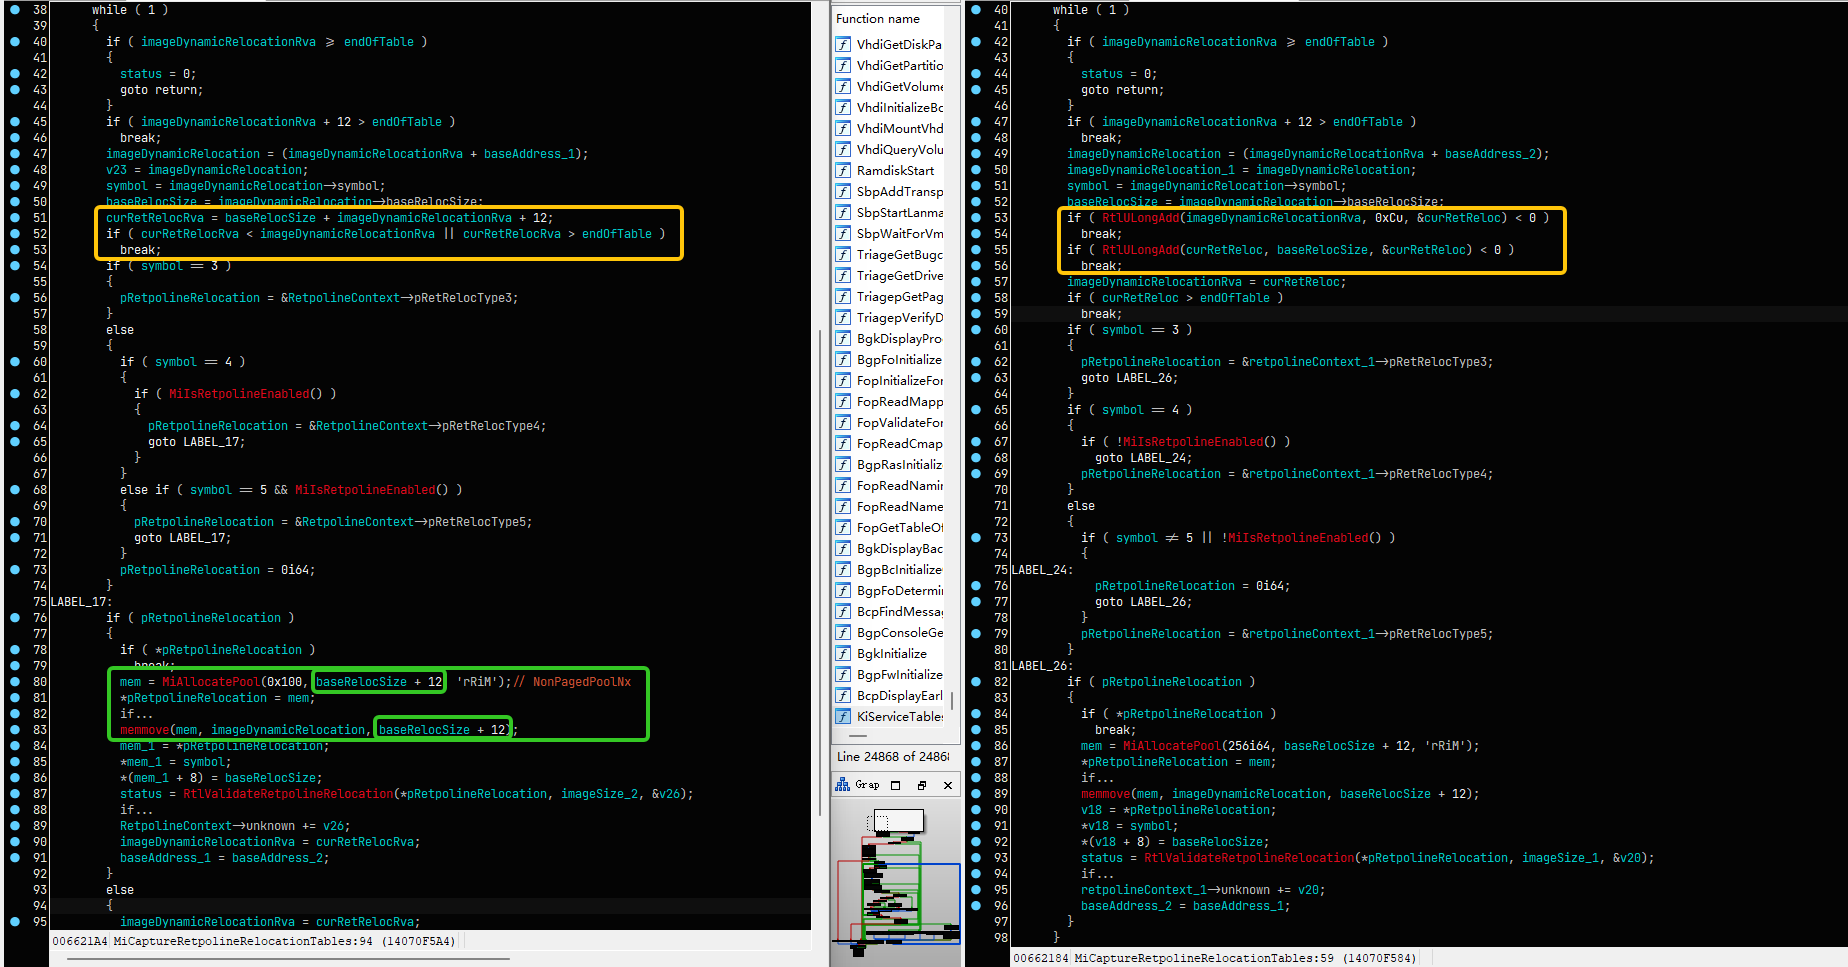 38 while ( 1 )
39 {
40 if ( imageDynamicRelocationRva ≥ endOfTable )
41 {
42 status = 0;
43 goto return;
44 }
45 if ( imageDynamicRelocationRva + 12 > endOfTable )
46 break;
47 imageDynamicRelocation = (imageDynamicRelocationRva + baseAddress_1);
48 v23 = imageDynamicRelocation;
49 symbol = imageDynamicRelocation→symbol;
50 baseRelocSize = imageDynamicRelocation→baseRelocSize;
51 curRetRelocRva = baseRelocSize + imageDynamicRelocationRva + 12;
52 if ( curRetRelocRva < imageDynamicRelocationRva || curRetRelocRva > endOfTable )
53 break;
54 if ( symbol == 3 )
55 {
56 pRetpolineRelocation = &RetpolineContext→pRetRelocType3;
57 }
58 else
59 {
60 if ( symbol == 4 )
61 {
62 if ( MiIsRetpolineEnabled() )
63 {
64 pRetpolineRelocation = &RetpolineContext→pRetRelocType4;
65 goto LABEL_17;
66 }
67 }
68 else if ( symbol == 5 && MiIsRetpolineEnabled() )
69 {
70 pRetpolineRelocation = &RetpolineContext→pRetRelocType5;
71 goto LABEL_17;
72 }
73 pRetpolineRelocation = 0i64;
74 }
75 LABEL_17:
76 if ( pRetpolineRelocation )
77 {
78 if ( *pRetpolineRelocation )
79 break;
80 mem = MiAllocatePool(0x100, baseRelocSize + 12, 'rRiM');// NonPagedPoolNx
81 *pRetpolineRelocation = mem;
82 if...
83 memmove(mem, imageDynamicRelocation, baseRelocSize + 12);
84 mem_1 = *pRetpolineRelocation;
85 *mem_1 = symbol;
86 *(mem_1 + 8) = baseRelocSize;
87 status = RtlValidateRetpolineRelocation(*pRetpolineRelocation, imageSize_2, &v26);
88 if...
89 RetpolineContext→unknown += v26;
90 imageDynamicRelocationRva = curRetRelocRva;
91 baseAddress_1 = baseAddress_2;
92 }
93 else
94 {
95 imageDynamicRelocationRva = curRetRelocRva;
006621A4 MiCaptureRetpolineRelocationTables:94 (14070F5A4)
Function name
f VhdiGetDiskPa
f VhdiGetPartitio
f VhdiGetVolume
f VhdiInitializeBo
f VhdiMountVhd
f VhdiQueryVolu
f RamdiskStart
f SbpAddTransp
f SbpStartLanma
f SbpWaitForVm
f TriageGetBugc
f TriageGetDrive
f TriagepGetPag
f TriagepVerifyD
f BgkDisplayPro
f BgpFoInitialize
f FopInitializeFor
f FopReadMapp
f FopValidateFor
f FopReadCmap
f BgpRasInitialize
f FopReadNamin
f FopReadName
f FopGetTableOf
f BgkDisplayBac
f BgpBcInitialize
f BgpFoDetermin
f BcpFindMessag
f BgpConsoleGe
f BgkInitialize
f BgpFwInitialize
f BcpDisplayEarl
f KiServiceTables
Line 24868 of 24868
Grap
40 while ( 1 )
41 {
42 if ( imageDynamicRelocationRva ≥ endOfTable )
43 {
44 status = 0;
45 goto return;
46 }
47 if ( imageDynamicRelocationRva + 12 > endOfTable )
48 break;
49 imageDynamicRelocation = (imageDynamicRelocationRva + baseAddress_2);
50 imageDynamicRelocation_1 = imageDynamicRelocation;
51 symbol = imageDynamicRelocation→symbol;
52 baseRelocSize = imageDynamicRelocation→baseRelocSize;
53 if ( RtlULongAdd(imageDynamicRelocationRva, 0xCu, &curRetReloc) < 0 )
54 break;
55 if ( RtlULongAdd(curRetReloc, baseRelocSize, &curRetReloc) < 0 )
56 break;
57 imageDynamicRelocationRva = curRetReloc;
58 if ( curRetReloc > endOfTable )
59 break;
60 if ( symbol == 3 )
61 {
62 pRetpolineRelocation = &retpolineContext_1→pRetRelocType3;
63 goto LABEL_26;
64 }
65 if ( symbol == 4 )
66 {
67 if ( !MiIsRetpolineEnabled() )
68 goto LABEL_24;
69 pRetpolineRelocation = &retpolineContext_1→pRetRelocType4;
70 }
71 else
72 {
73 if ( symbol ≠ 5 || !MiIsRetpolineEnabled() )
74 {
75 LABEL_24:
76 pRetpolineRelocation = 0i64;
77 goto LABEL_26;
78 }
79 pRetpolineRelocation = &retpolineContext_1→pRetRelocType5;
80 }
81 LABEL_26:
82 if ( pRetpolineRelocation )
83 {
84 if ( *pRetpolineRelocation )
85 break;
86 mem = MiAllocatePool(256i64, baseRelocSize + 12, 'rRiM');
87 *pRetpolineRelocation = mem;
88 if...
89 memmove(mem, imageDynamicRelocation, baseRelocSize + 12);
90 v18 = *pRetpolineRelocation;
91 *v18 = symbol;
92 *(v18 + 8) = baseRelocSize;
93 status = RtlValidateRetpolineRelocation(*pRetpolineRelocation, imageSize_1, &v20);
94 if...
95 retpolineContext_1→unknown += v20;
96 baseAddress_2 = baseAddress_1;
97 }
98 }
00662184 MiCaptureRetpolineRelocationTables:59 (14070F584)